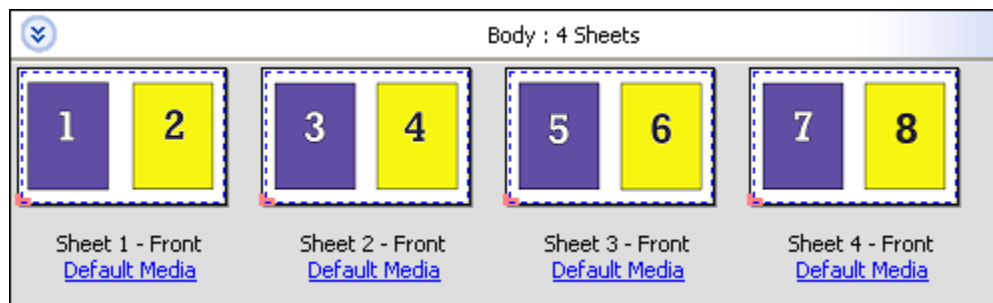 Body : 4 Sheets
1 2 3 4 5 6 7 8
Sheet 1 - Front Sheet 2 - Front Sheet 3 - Front Sheet 4 - Front
Default Media Default Media Default Media Default Media